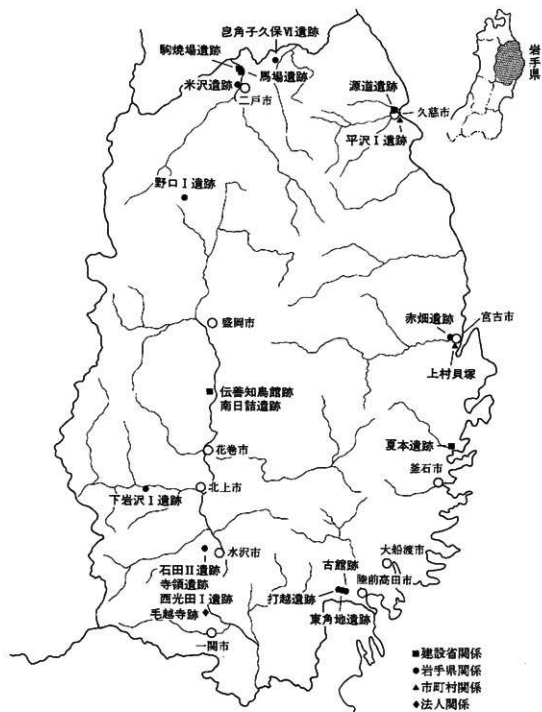 岩手県
息角子久保Ⅵ遺跡
駒焼場遺跡
馬場遺跡
米沢遺跡
二戸市
源道遺跡
久慈市
平沢Ⅰ遺跡
野口Ⅰ遺跡
盛岡市
赤畑遺跡
宮古市
上村貝塚
伝善知鳥館跡
南日詰遺跡
夏本遺跡
花巻市
釜石市
北上市
下岩沢Ⅰ遺跡
水沢市
大船渡市
石田Ⅱ遺跡
寺領遺跡
西光田Ⅰ遺跡
古館跡
陸前高田市
打越遺跡
毛越寺跡
東角地遺跡
一関市
■建設省関係
●岩手県関係
▲市町村関係
◆法人関係